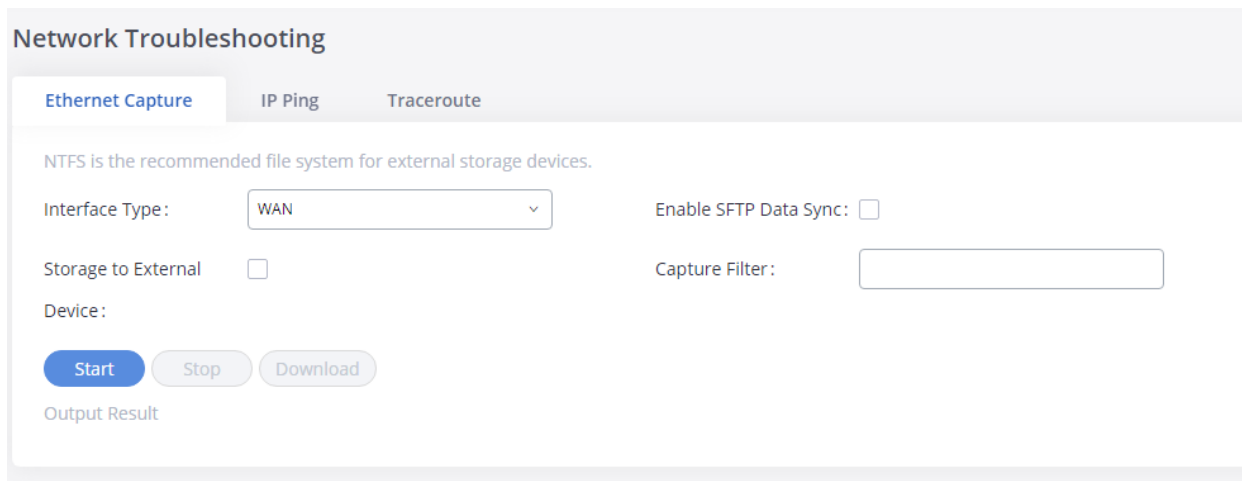 Network Troubleshooting
Ethernet Capture IP Ping Traceroute
NTFS is the recommended file system for external storage devices.
Interface Type: WAN Enable SFTP Data Sync:
Storage to External Capture Filter:
Device:
Start Stop Download
Output Result